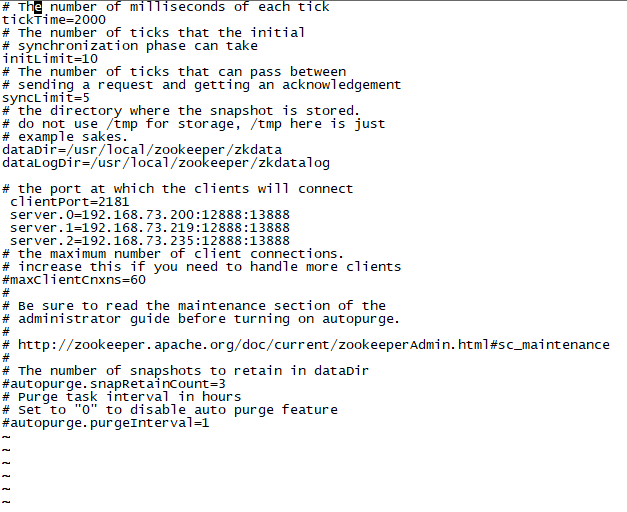 # The number of milliseconds of each tick
tickTime=2000
# The number of ticks that the initial
# synchronization phase can take
initLimit=10
# The number of ticks that can pass between
# sending a request and getting an acknowledgement
syncLimit=5
# the directory where the snapshot is stored.
# do not use /tmp for storage, /tmp here is just
# example sakes.
dataDir=/usr/local/zookeeper/zkdata
dataLogDir=/usr/local/zookeeper/zkdatalog

# the port at which the clients will connect
 clientPort=2181
 server.0=192.168.73.200:12888:13888
 server.1=192.168.73.219:12888:13888
 server.2=192.168.73.235:12888:13888
# the maximum number of client connections.
# increase this if you need to handle more clients
#maxClientCnxns=60
#
# Be sure to read the maintenance section of the
# administrator guide before turning on autopurge.
#
# http://zookeeper.apache.org/doc/current/zookeeperAdmin.html#sc_maintenance
#
# The number of snapshots to retain in dataDir
#autopurge.snapRetainCount=3
# Purge task interval in hours
# Set to "0" to disable auto purge feature
#autopurge.purgeInterval=1
~
~
~
~
~
~